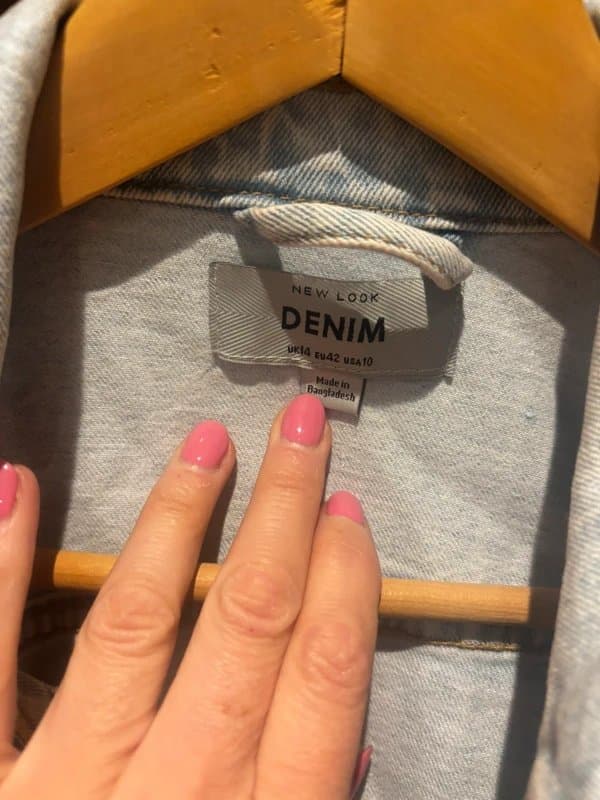 NEW LOOK
DENIM
UK14 EU42 USA10
Made in
Bangladesh